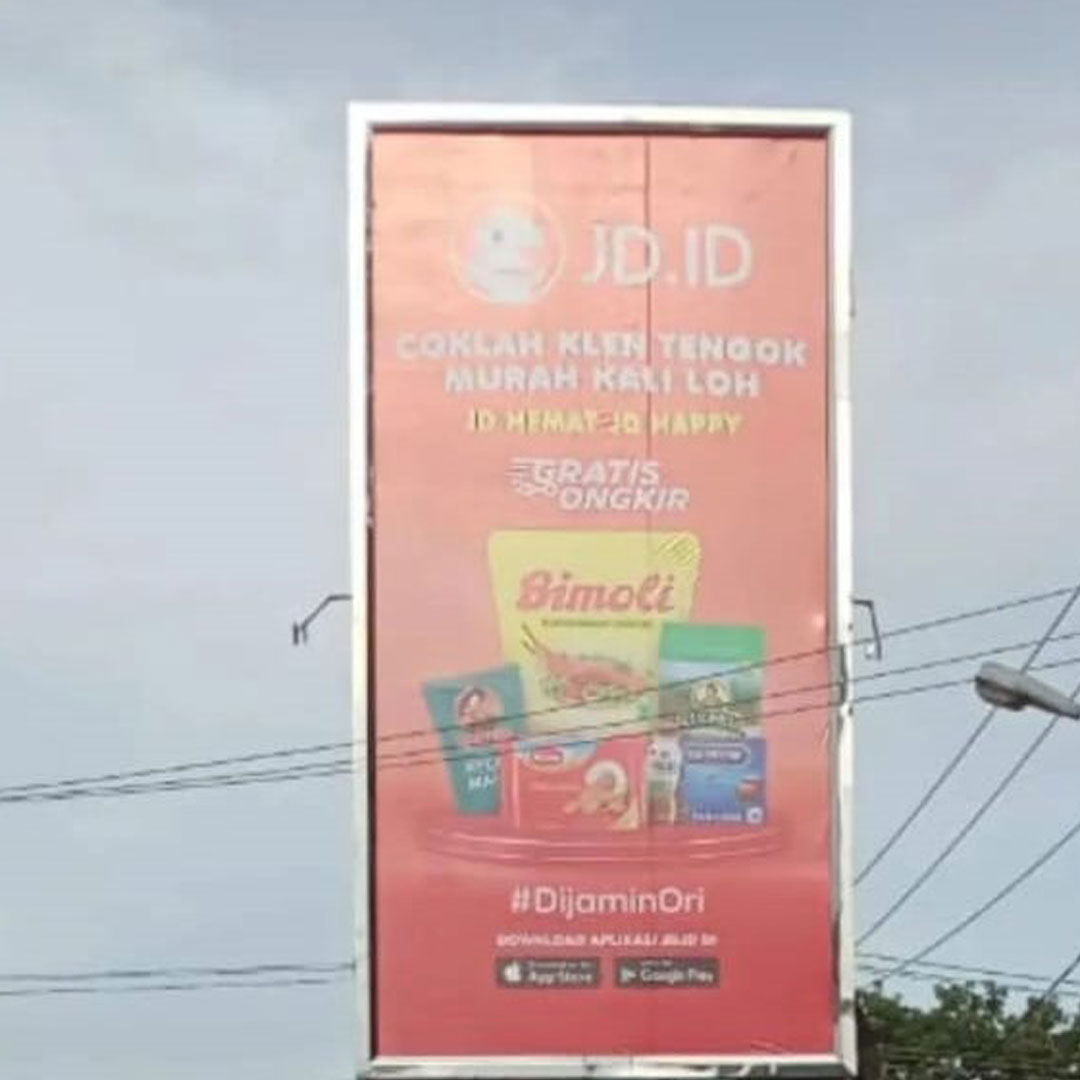 JD.ID
COKLAH KLEN TENGOK
MURAH KALI LOH
JD HEMAT JD HAPPY
GRATIS
ONGKIR
Bimoli
#DijaminOri
DOWNLOAD APLIKASI JD.ID DI
App Store
Google Play